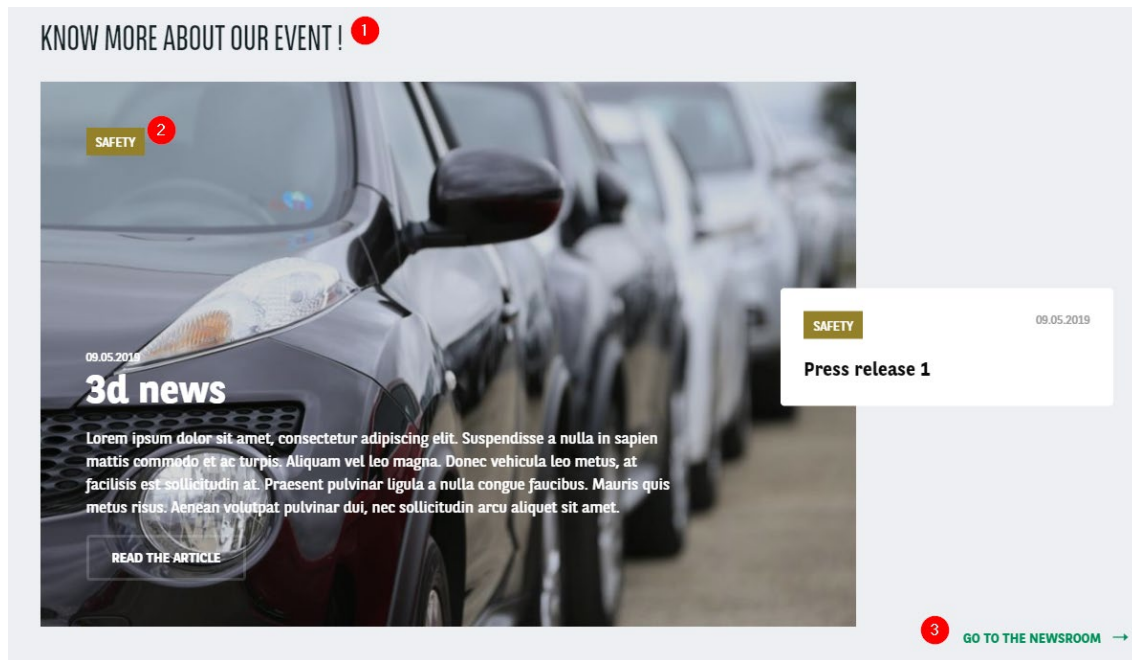 KNOW MORE ABOUT OUR EVENT ! 1
SAFETY 2
09.05.2019
3d news
Lorem ipsum dolor sit amet, consectetur adipiscing elit. Suspendisse a nulla in sapien
mattis commodo et ac turpis. Aliquam vel leo magna. Donec vehicula leo metus, at
facilisis est sollicitudin at. Praesent pulvinar ligula a nulla congue faucibus. Mauris quis
metus risus. Aenean volutpat pulvinar dui, nec sollicitudin arcu aliquet sit amet.
READ THE ARTICLE
SAFETY 09.05.2019
Press release 1
3 GO TO THE NEWSROOM →